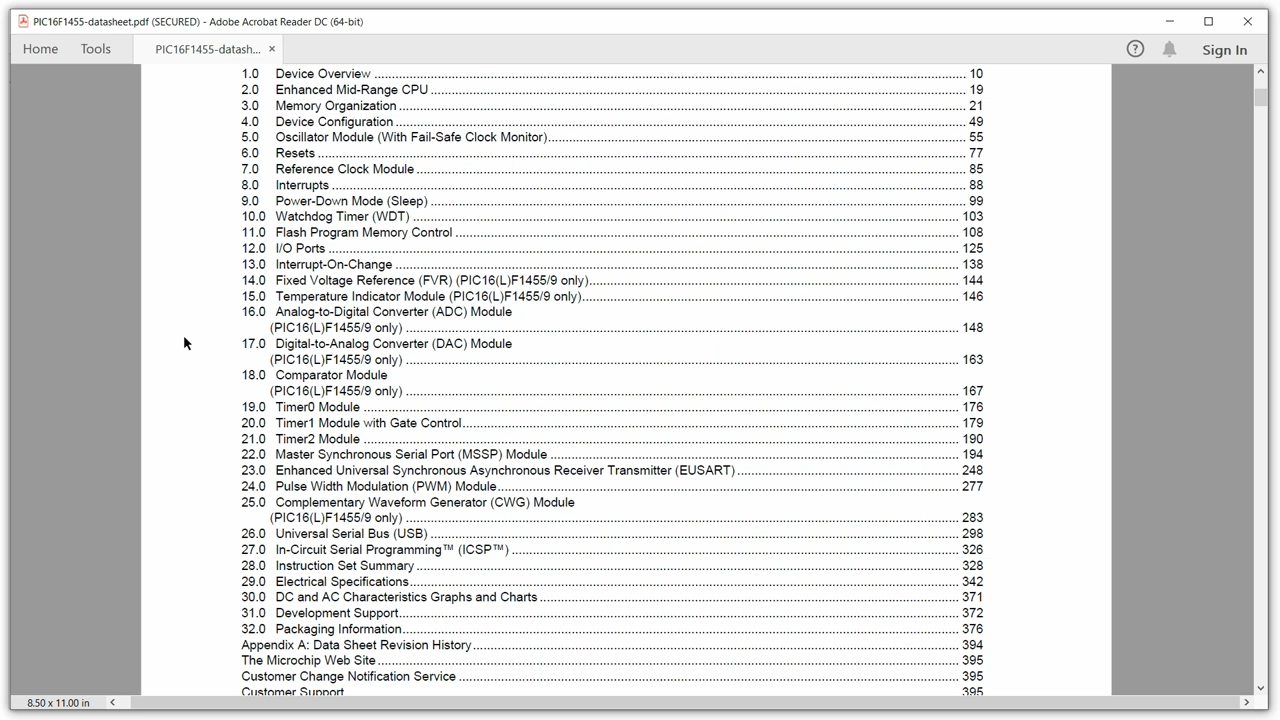 PIC16F1455-datasheet.pdf (SECURED) - Adobe Acrobat Reader DC (64-bit)
Home Tools PIC16F1455-datash... × Sign In
1.0 Device Overview ... 10
2.0 Enhanced Mid-Range CPU ... 19
3.0 Memory Organization ... 21
4.0 Device Configuration ... 49
5.0 Oscillator Module (With Fail-Safe Clock Monitor)... 55
6.0 Resets ... 77
7.0 Reference Clock Module ... 85
8.0 Interrupts ... 88
9.0 Power-Down Mode (Sleep) ... 99
10.0 Watchdog Timer (WDT) ... 103
11.0 Flash Program Memory Control ... 108
12.0 I/O Ports ... 125
13.0 Interrupt-On-Change ... 138
14.0 Fixed Voltage Reference (FVR) (PIC16(L)F1455/9 only)... 144
15.0 Temperature Indicator Module (PIC16(L)F1455/9 only)... 146
16.0 Analog-to-Digital Converter (ADC) Module
(PIC16(L)F1455/9 only) ... 148
17.0 Digital-to-Analog Converter (DAC) Module
(PIC16(L)F1455/9 only) ... 163
18.0 Comparator Module
(PIC16(L)F1455/9 only) ... 167
19.0 Timer0 Module ... 176
20.0 Timer1 Module with Gate Control... 179
21.0 Timer2 Module ... 190
22.0 Master Synchronous Serial Port (MSSP) Module ... 194
23.0 Enhanced Universal Synchronous Asynchronous Receiver Transmitter (EUSART) ... 248
24.0 Pulse Width Modulation (PWM) Module... 277
25.0 Complementary Waveform Generator (CWG) Module
(PIC16(L)F1455/9 only) ... 283
26.0 Universal Serial Bus (USB) ... 298
27.0 In-Circuit Serial Programming™ (ICSP™) ... 326
28.0 Instruction Set Summary ... 328
29.0 Electrical Specifications... 342
30.0 DC and AC Characteristics Graphs and Charts ... 371
31.0 Development Support... 372
32.0 Packaging Information... 376
Appendix A: Data Sheet Revision History... 394
The Microchip Web Site... 395
Customer Change Notification Service ... 395
Customer Support ... 395
8.50 x 11.00 in